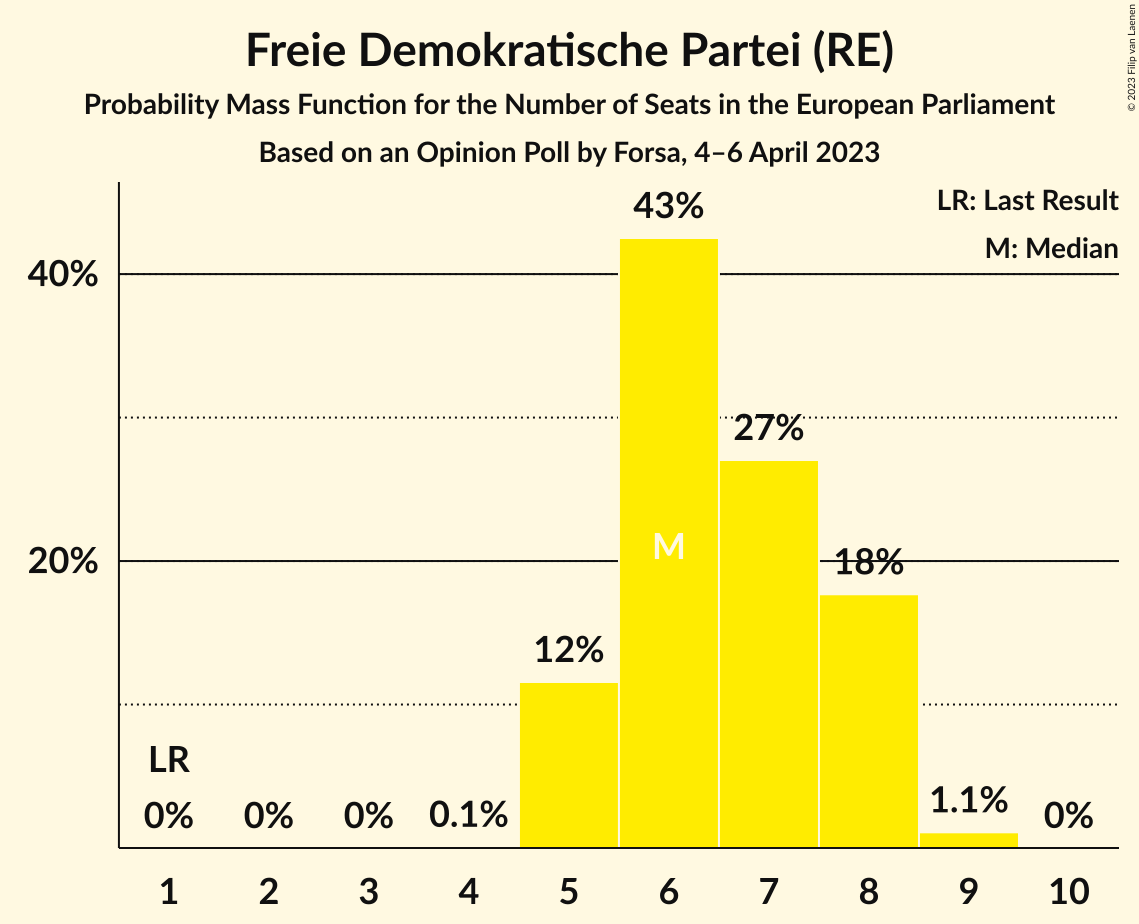 Freie Demokratische Partei (RE)
Probability Mass Function for the Number of Seats in the European Parliament
Based on an Opinion Poll by Forsa, 4–6 April 2023
© 2023 Filip van Laenen
LR: Last Result
M: Median
43%
40%
27%
M
20%
18%
12%
LR
0%
0%
0%
0.1%
1.1%
0%
1 2 3 4 5 6 7 8 9 10